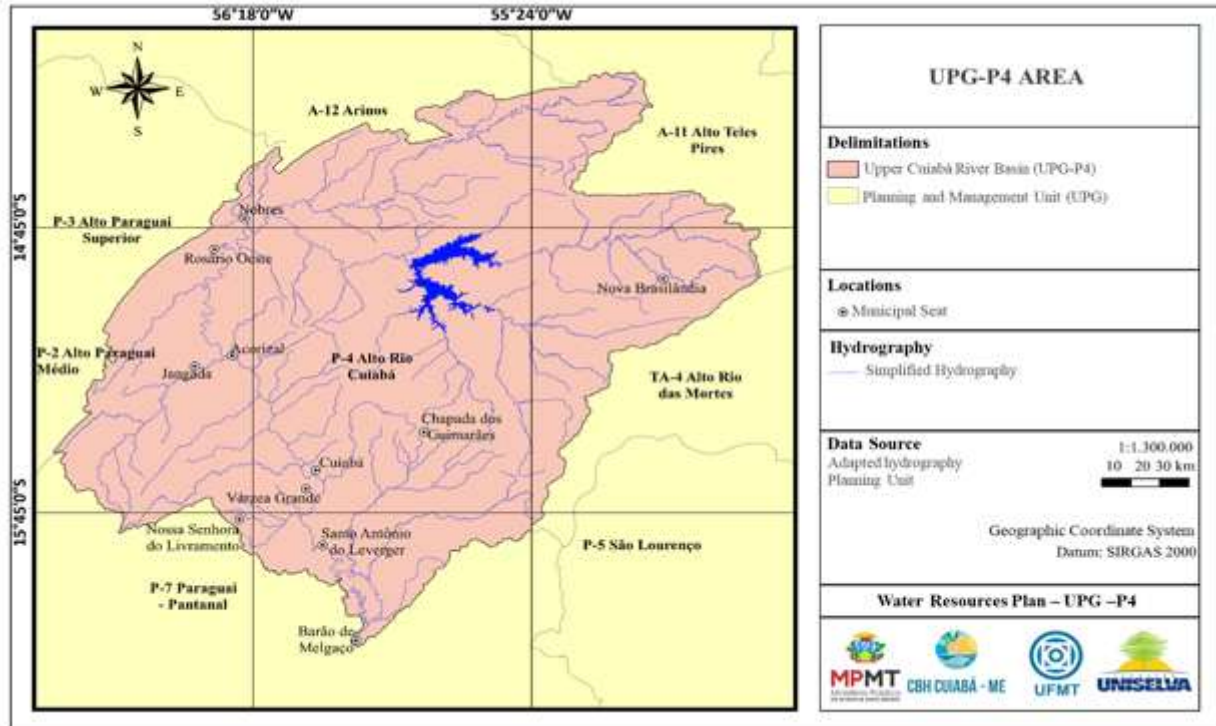 56°18'0"W
55°24'0"W
N
W
E
S
A-12 Arinos
A-11 Alto Teles
Pires
P-3 Alto Paraguai
Superior
14°45'0"S
Nobres
Rosário Oeste
Nova Brasilândia
P-2 Alto Paraguai
Médio
Acorizal
Jangada
P-4 Alto Rio
Cuiabá
TA-4 Alto Rio
das Mortes
Chapada dos
Guimarães
Cuiabá
Várzea Grande
15°45'0"S
Nossa Senhora
do Livramento
Santo Antônio
do Leverger
P-5 São Lourenço
P-7 Paraguai
- Pantanal
Barão de
Melgaço
UPG-P4 AREA
Delimitations
Upper Cuiabá River Basin (UPG-P4)
Planning and Management Unit (UPG)
Locations
Municipal Seat
Hydrography
Simplified Hydrography
Data Source
Adapted hydrography
Planning Unit
1:1.300.000
10 20 30 km
Geographic Coordinate System
Datum: SIRGAS 2000
Water Resources Plan – UPG –P4
MPMT
CBH CUIABÁ - ME
UFMT
UNISELVA